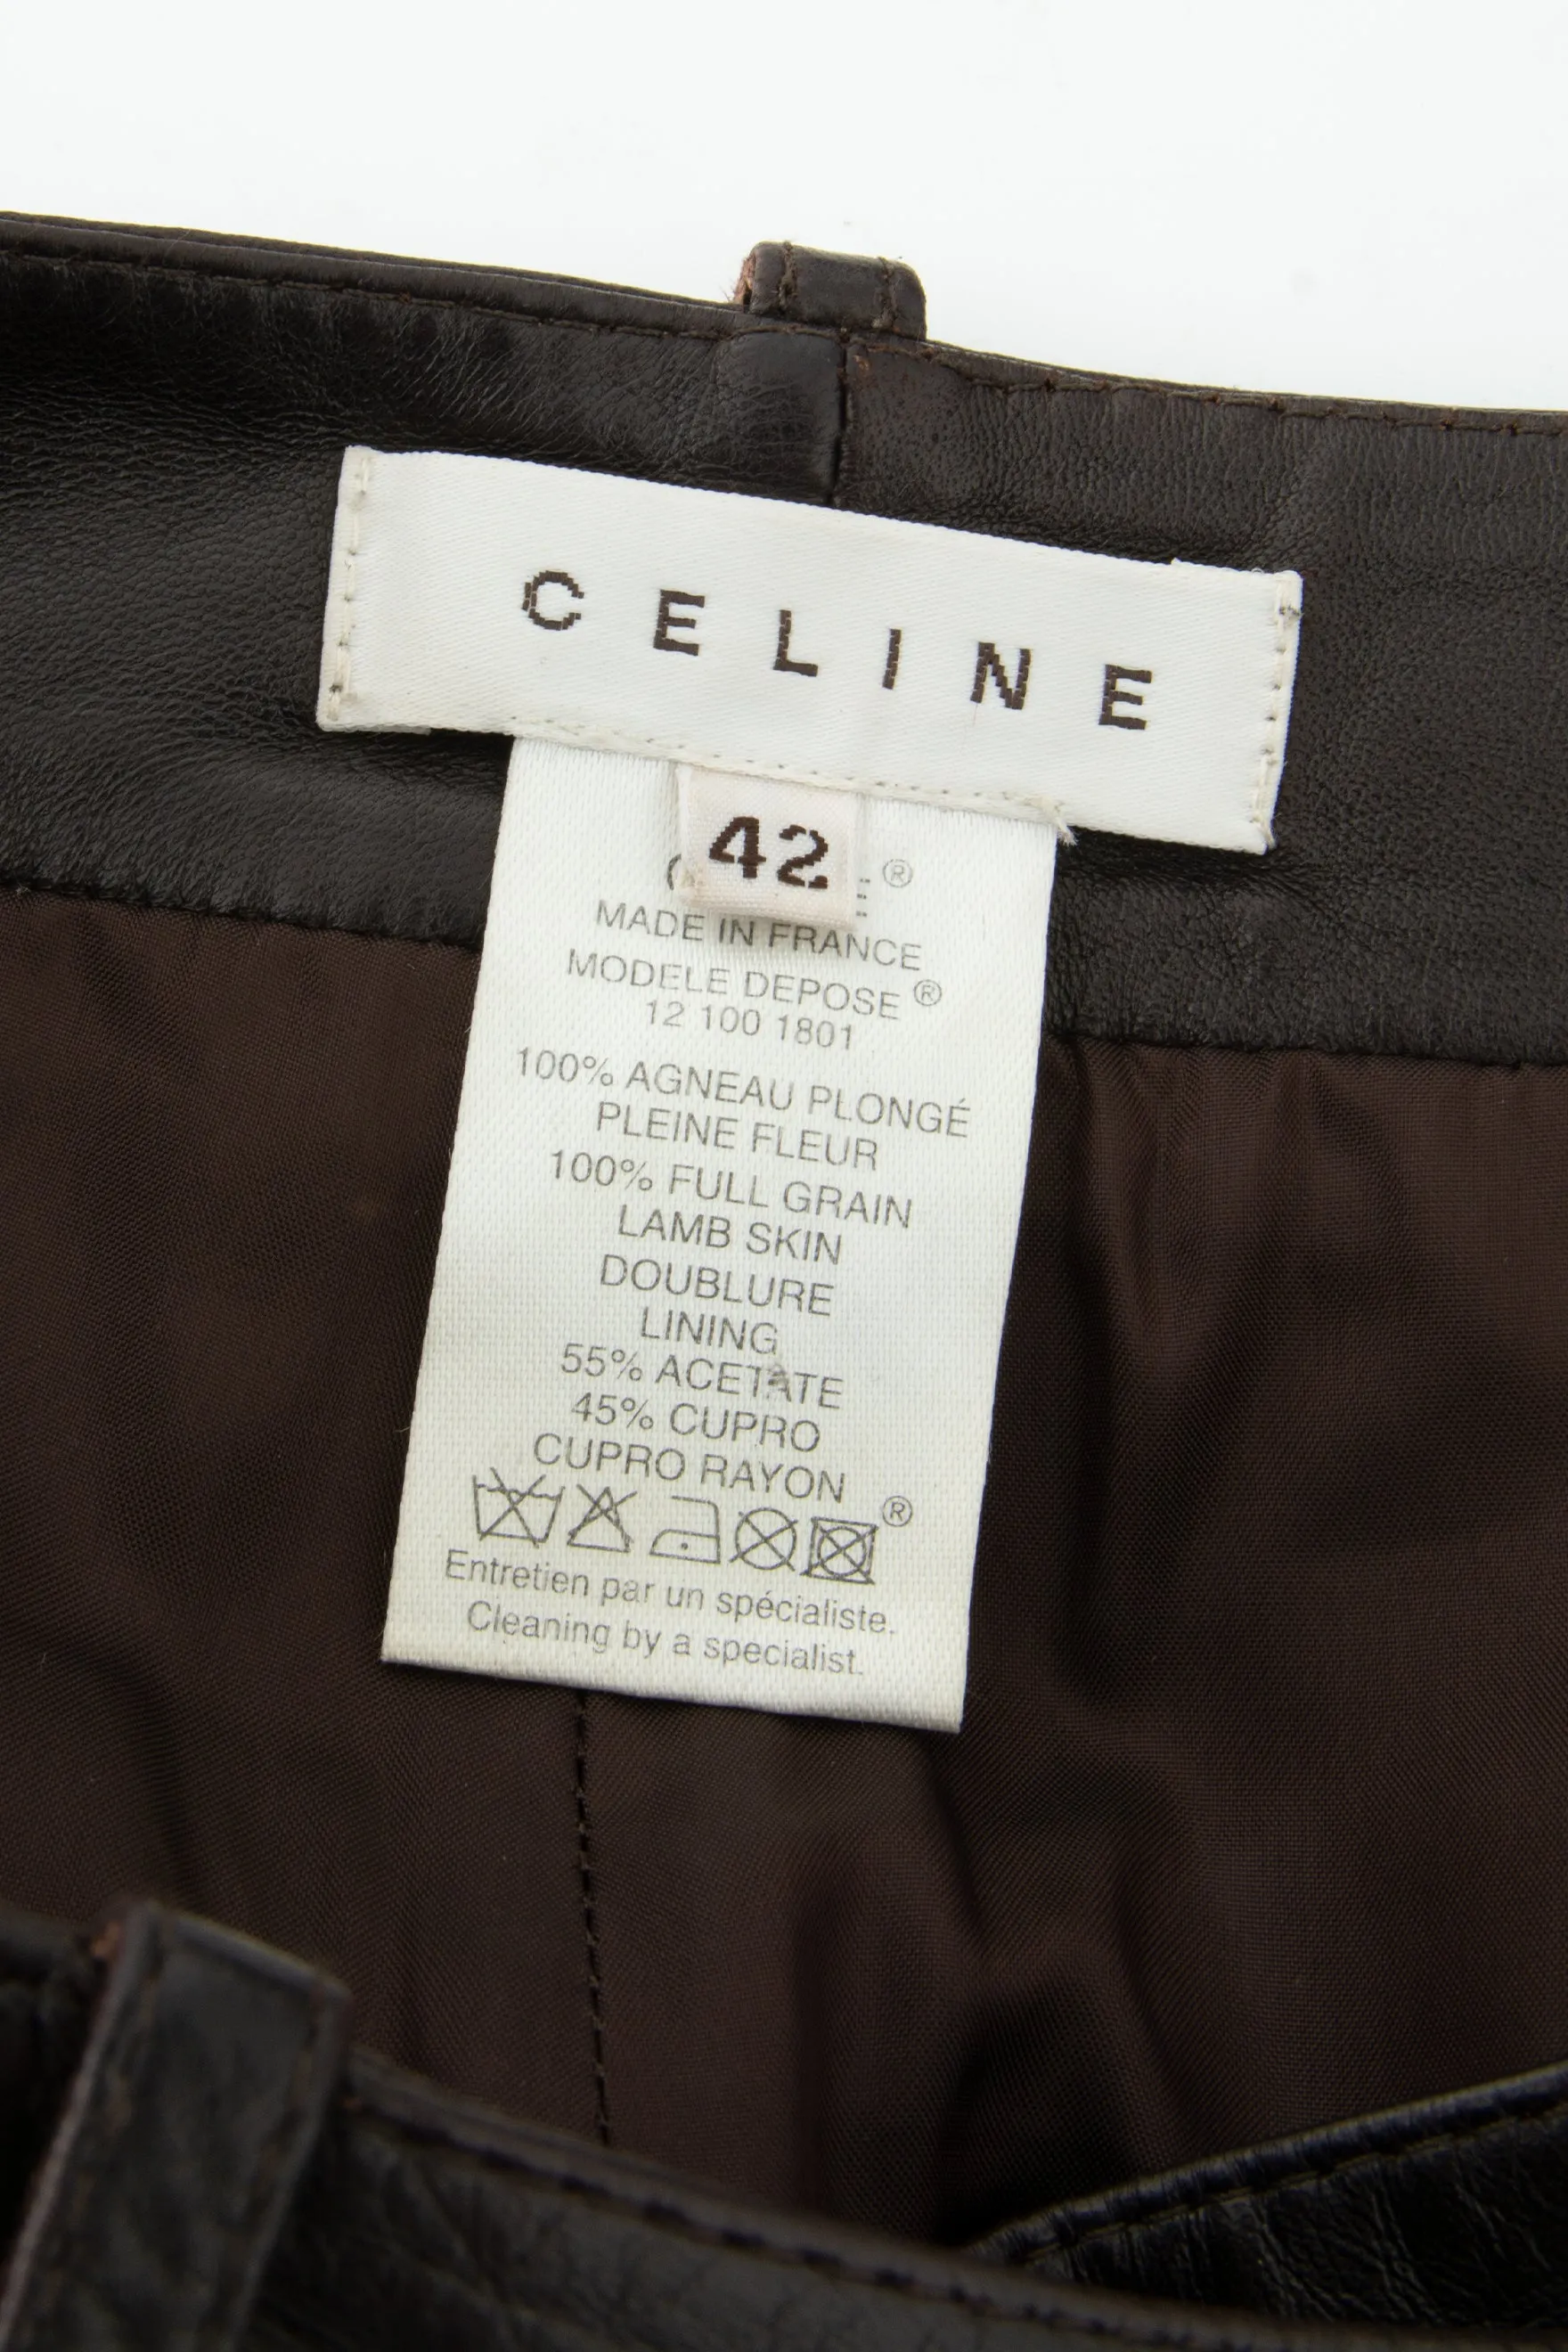 CELINE
42
®
MADE IN FRANCE
MODELE DEPOSE ®
12 100 1801
100% AGNEAU PLONGÉ
PLEINE FLEUR
100% FULL GRAIN
LAMB SKIN
DOUBLURE
LINING
55% ACETATE
45% CUPRO
CUPRO RAYON
®
Entretien par un spécialiste.
Cleaning by a specialist.